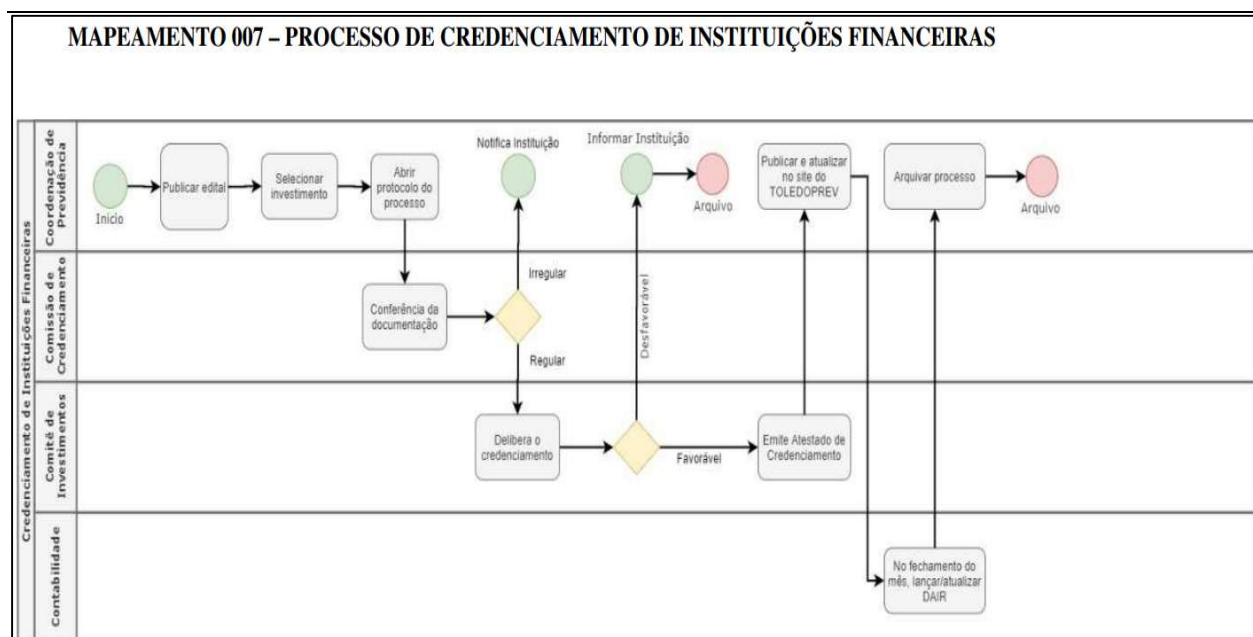 MAPEAMENTO 007 – PROCESSO DE CREDENCIAMENTO DE INSTITUIÇÕES FINANCEIRAS
Credenciamento de Instituições Financeiras
Coordenação de
Previdência
Início
Publicar edital
Selecionar
investimento
Abrir
protocolo do
processo
Notifica Instituição
Informar Instituição
Arquivo
Publicar e atualizar
no site do
TOLEDOPREV
Arquivar processo
Arquivo
Comissão de
Credenciamento
Conferência da
documentação
Irregular
Regular
Desfavorável
Comitê de
Investimentos
Delibera o
credenciamento
Favorável
Emite Atestado de
Credenciamento
Contabilidade
No fechamento do
mês, lançar/atualizar
DAIR